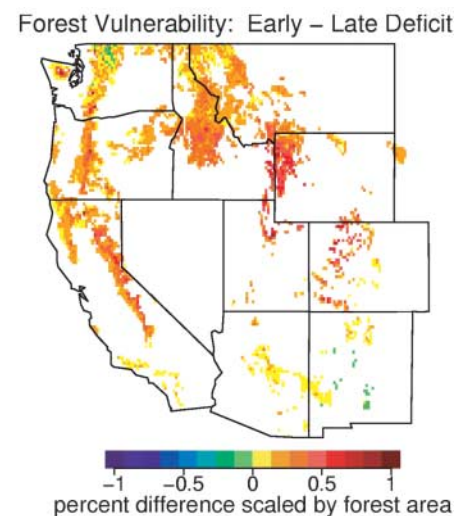 Forest Vulnerability: Early – Late Deficit
−1 −0.5 0 0.5 1
percent difference scaled by forest area